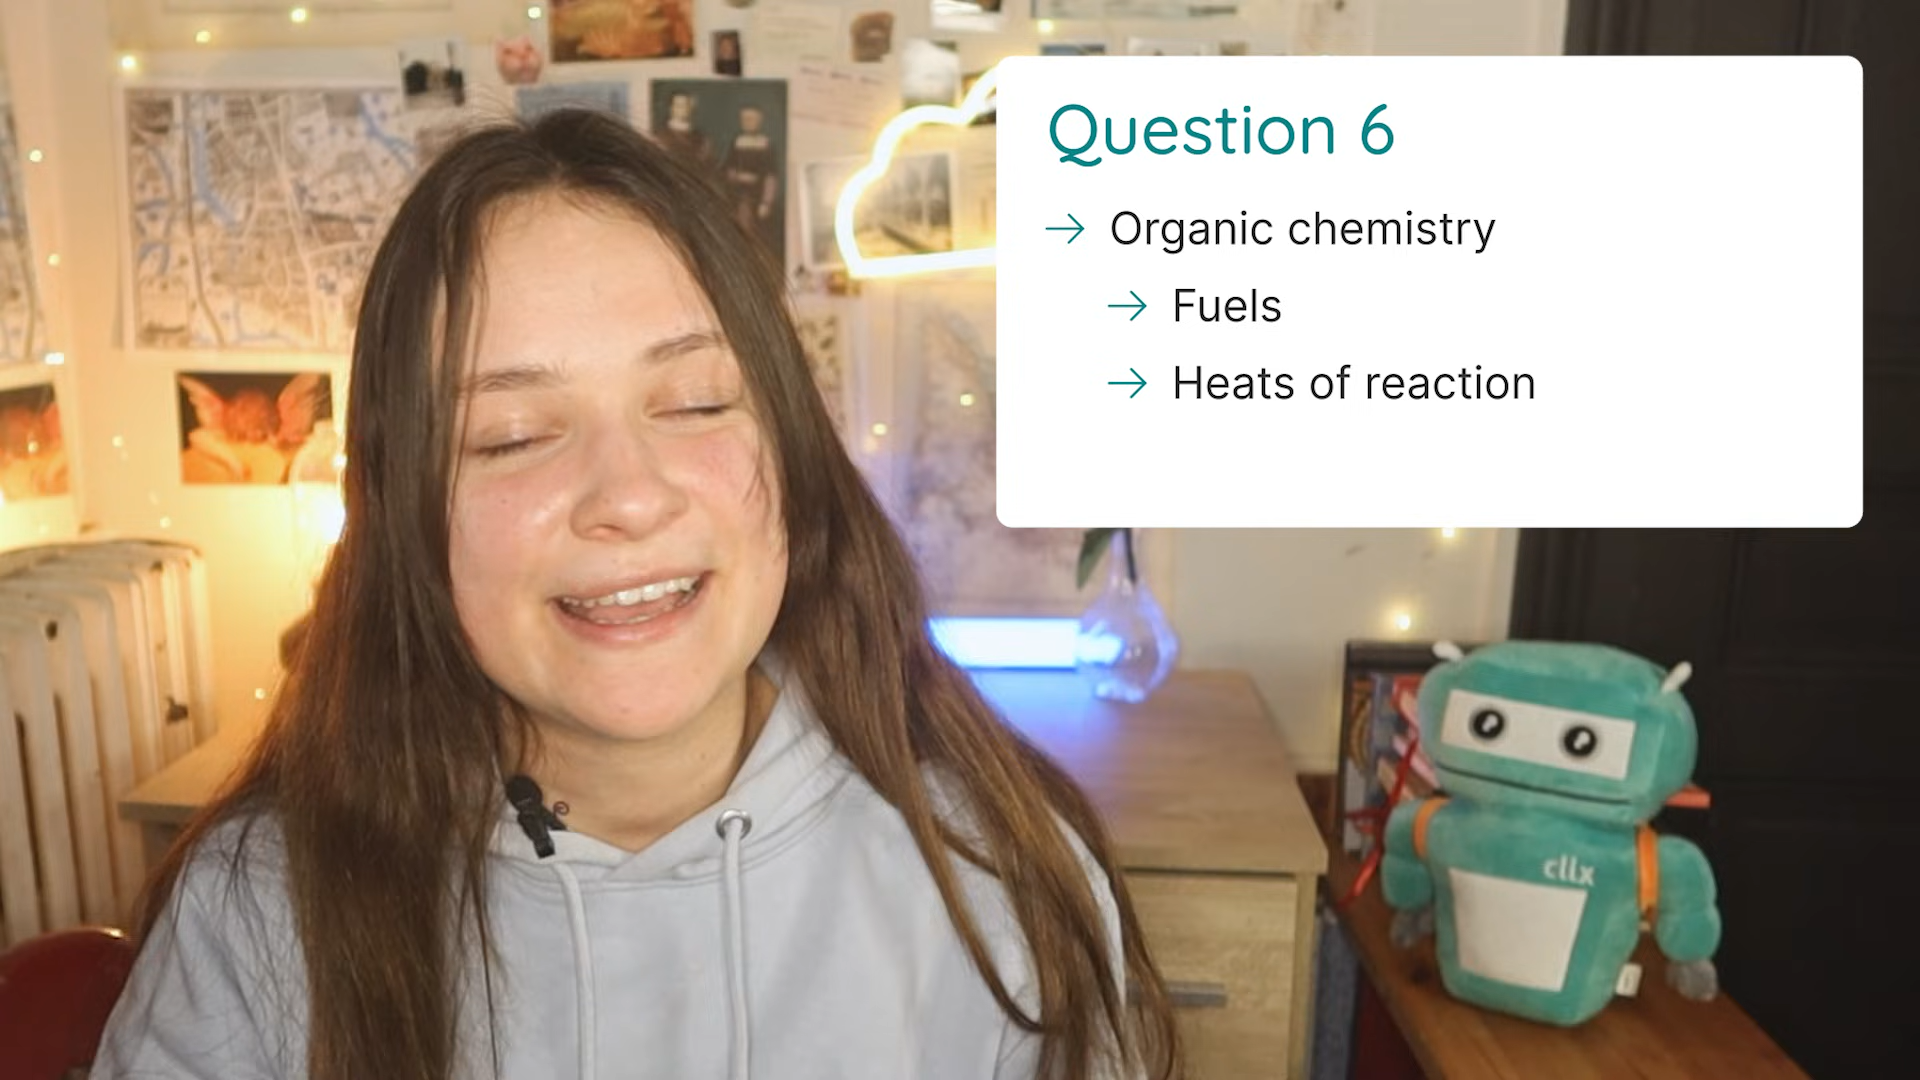 Question 6
→ Organic chemistry
→ Fuels
→ Heats of reaction
cllx